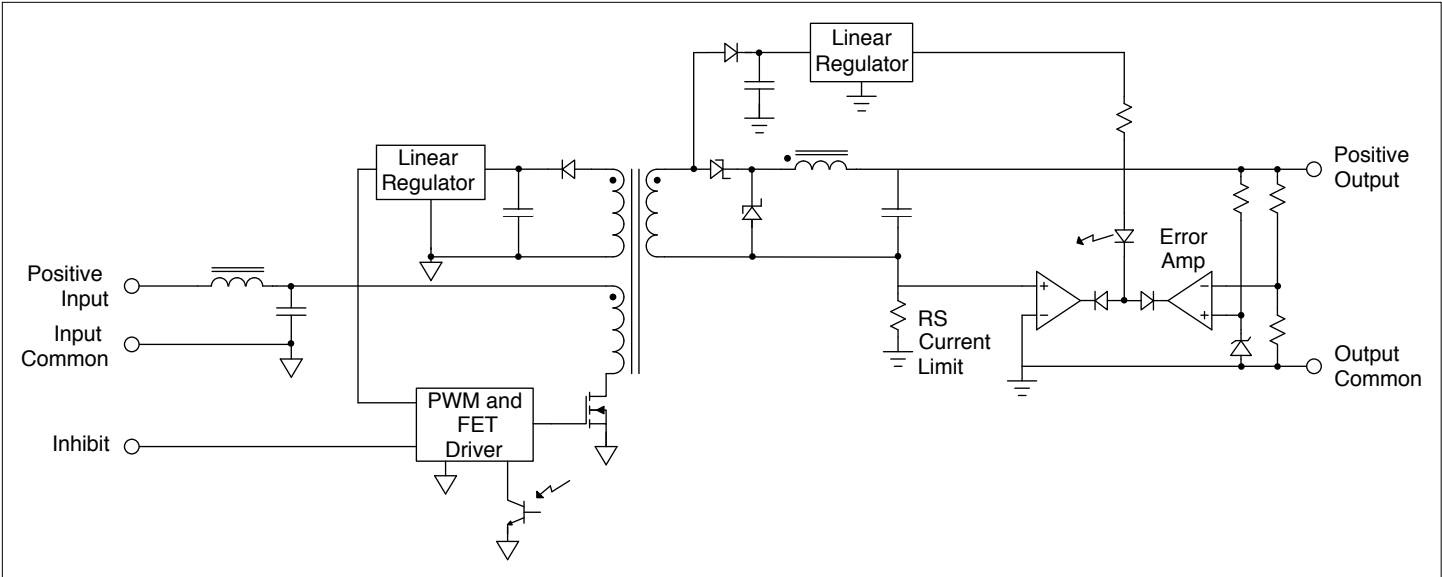 Linear
Regulator
Linear
Regulator
Positive
Output
Error
Amp
Positive
Input
+
−
−
+
RS
Current
Limit
Input
Common
Output
Common
PWM and
FET
Driver
Inhibit